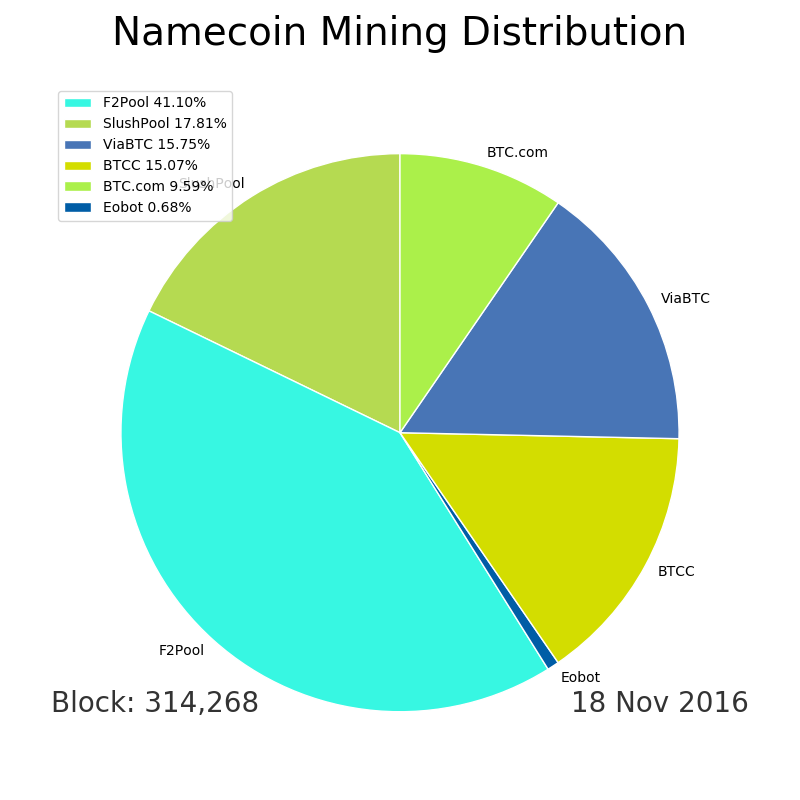 Namecoin Mining Distribution
F2Pool 41.10%
SlushPool 17.81%
ViaBTC 15.75%
BTCC 15.07%
BTC.com 9.59%
Eobot 0.68%
BTC.com
SlushPool
ViaBTC
BTCC
F2Pool
Eobot
Block: 314,268
18 Nov 2016